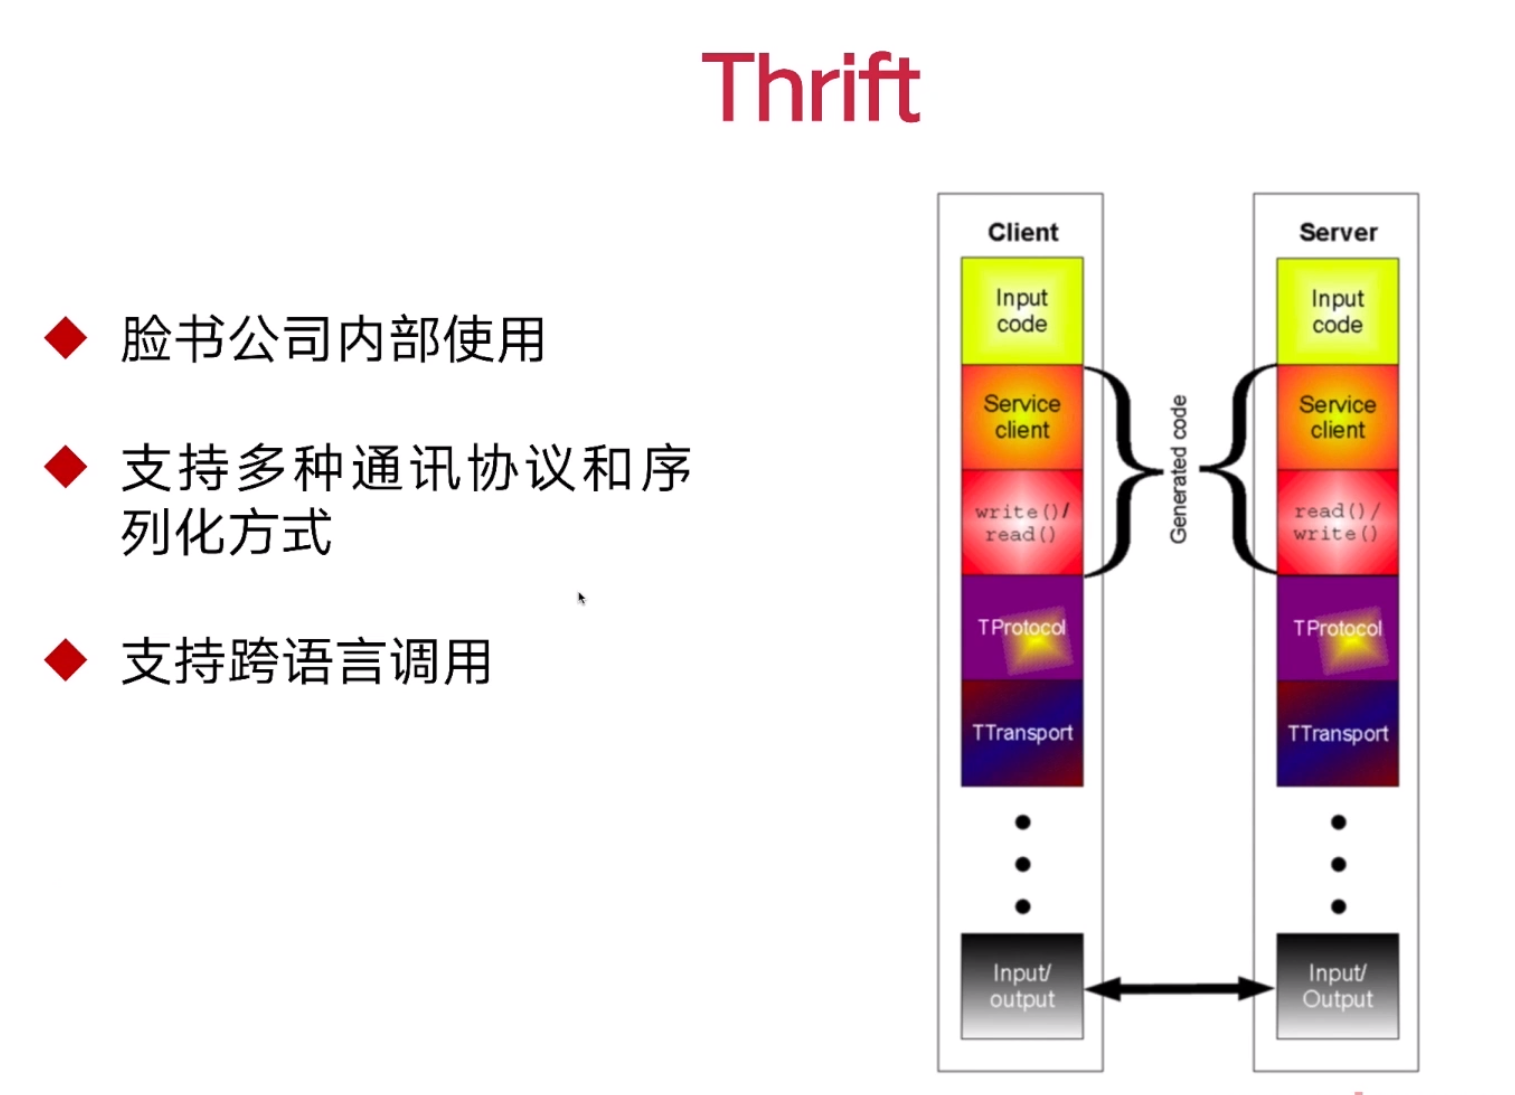 Thrift
脸书公司内部使用
支持多种通讯协议和序
列化方式
支持跨语言调用
Client
Input
code
Service
client
write()/
read()
TProtocol
TTransport
Input/
output
Generated code
Server
Input
code
Service
client
read()/
write()
TProtocol
TTransport
Input/
Output